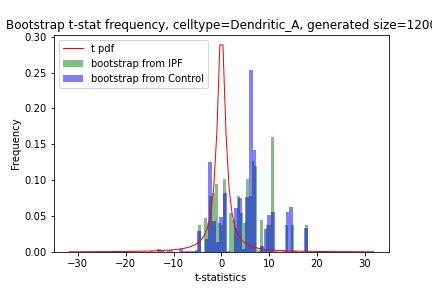 Bootstrap t-stat frequency, celltype=Dendritic_A, generated size=1200
t pdf
bootstrap from IPF
bootstrap from Control
Frequency
0.30
0.25
0.20
0.15
0.10
0.05
0.00
−30
−20
−10
0
10
20
30
t-statistics